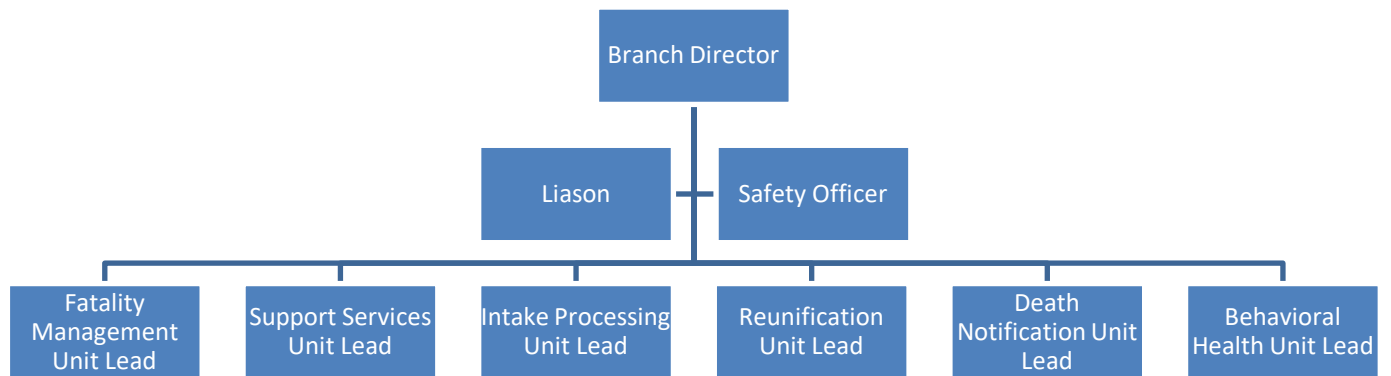 Branch Director
Liason
Safety Officer
Fatality
Management
Unit Lead
Support Services
Unit Lead
Intake Processing
Unit Lead
Reunification
Unit Lead
Death
Notification Unit
Lead
Behavioral
Health Unit Lead